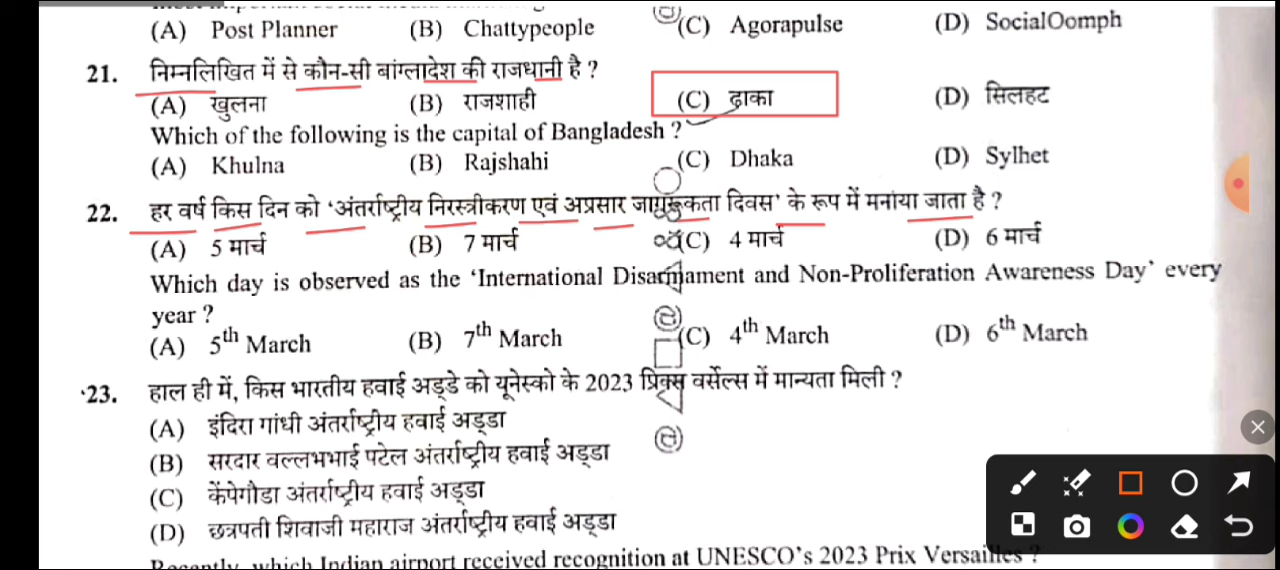 (A) Post Planner (B) Chattypeople (C) Agorapulse (D) SocialOomph
21. निम्नलिखित में से कौन-सी बांग्लादेश की राजधानी है ?
(A) खुलना (B) राजशाही (C) ढ़ाका (D) सिलहट
Which of the following is the capital of Bangladesh ?
(A) Khulna (B) Rajshahi (C) Dhaka (D) Sylhet
22. हर वर्ष किस दिन को ‘अंतर्राष्ट्रीय निरस्त्रीकरण एवं अप्रसार जागरूकता दिवस’ के रूप में मनाया जाता है ?
(A) 5 मार्च (B) 7 मार्च (C) 4 मार्च (D) 6 मार्च
Which day is observed as the ‘International Disarmament and Non-Proliferation Awareness Day’ every
year ?
(A) 5th March (B) 7th March (C) 4th March (D) 6th March
23. हाल ही में, किस भारतीय हवाई अड्डे को यूनेस्को के 2023 प्रिक्स वर्सेल्स में मान्यता मिली ?
(A) इंदिरा गांधी अंतर्राष्ट्रीय हवाई अड्डा
(B) सरदार वल्लभभाई पटेल अंतर्राष्ट्रीय हवाई अड्डा
(C) केंपेगौडा अंतर्राष्ट्रीय हवाई अड्डा
(D) छत्रपती शिवाजी महाराज अंतर्राष्ट्रीय हवाई अड्डा
Recently, which Indian airport received recognition at UNESCO’s 2023 Prix Versailles ?